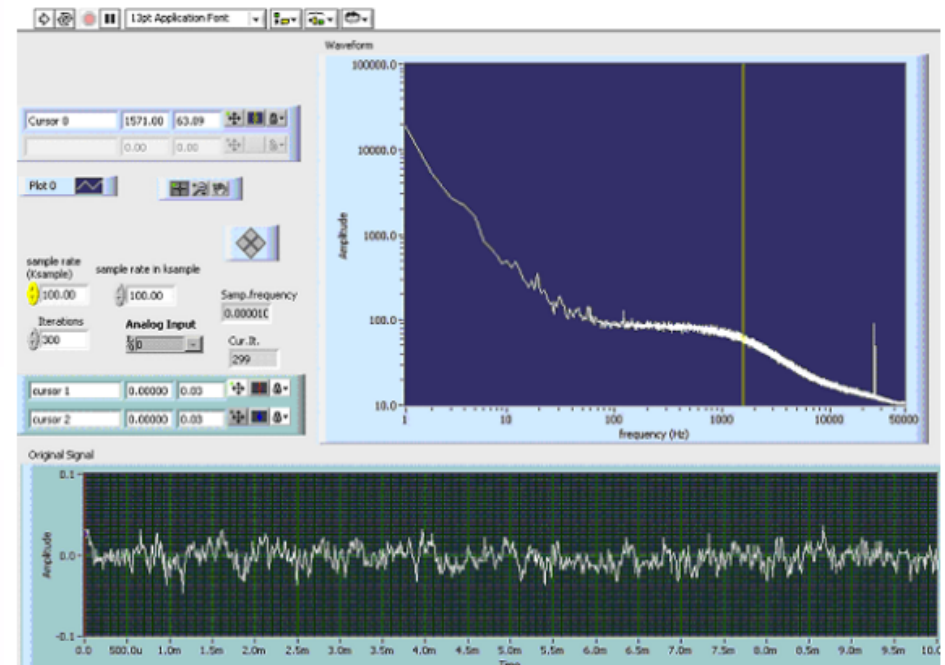 13pt Application Font
Waveform
Cursor 0 1571.00 63.89
0.00 0.00
Plot 0
sample rate
(Ksample)
100.00
sample rate in ksample
100.00
Samp.frequency
0.00001
Iterations
300
Analog Input
0
Cur.It.
299
cursor 1 0.00000 0.03
cursor 2 0.00000 0.03
Amplitude
100000.0
10000.0
1000.0
100.0
10.0
1 10 100 1000 10000 50000
frequency (Hz)
Original Signal
Amplitude
0.1
0.0
-0.1
0.0 500.0u 1.0m 1.5m 2.0m 2.5m 3.0m 3.5m 4.0m 4.5m 5.0m 5.5m 6.0m 6.5m 7.0m 7.5m 8.0m 8.5m 9.0m 9.5m 10.0
Time